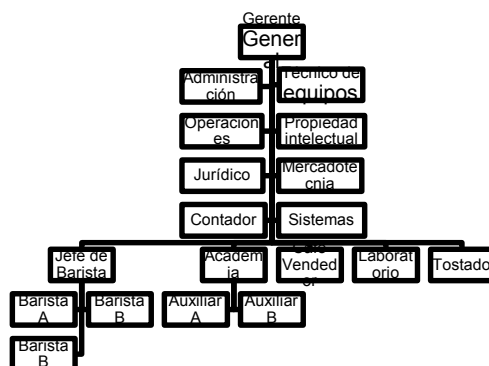 Gerente
Gener
Administra
ción
Técnico de
equipos
Operacion
es
Propiedad
intelectual
Jurídico
Mercadote
cnia
Contador
Sistemas
Jefe de
Barista
Academ
ia
Vended
or
Laborat
orio
Tostado
Barista
A
Barista
B
Auxiliar
A
Auxiliar
B
Barista
B